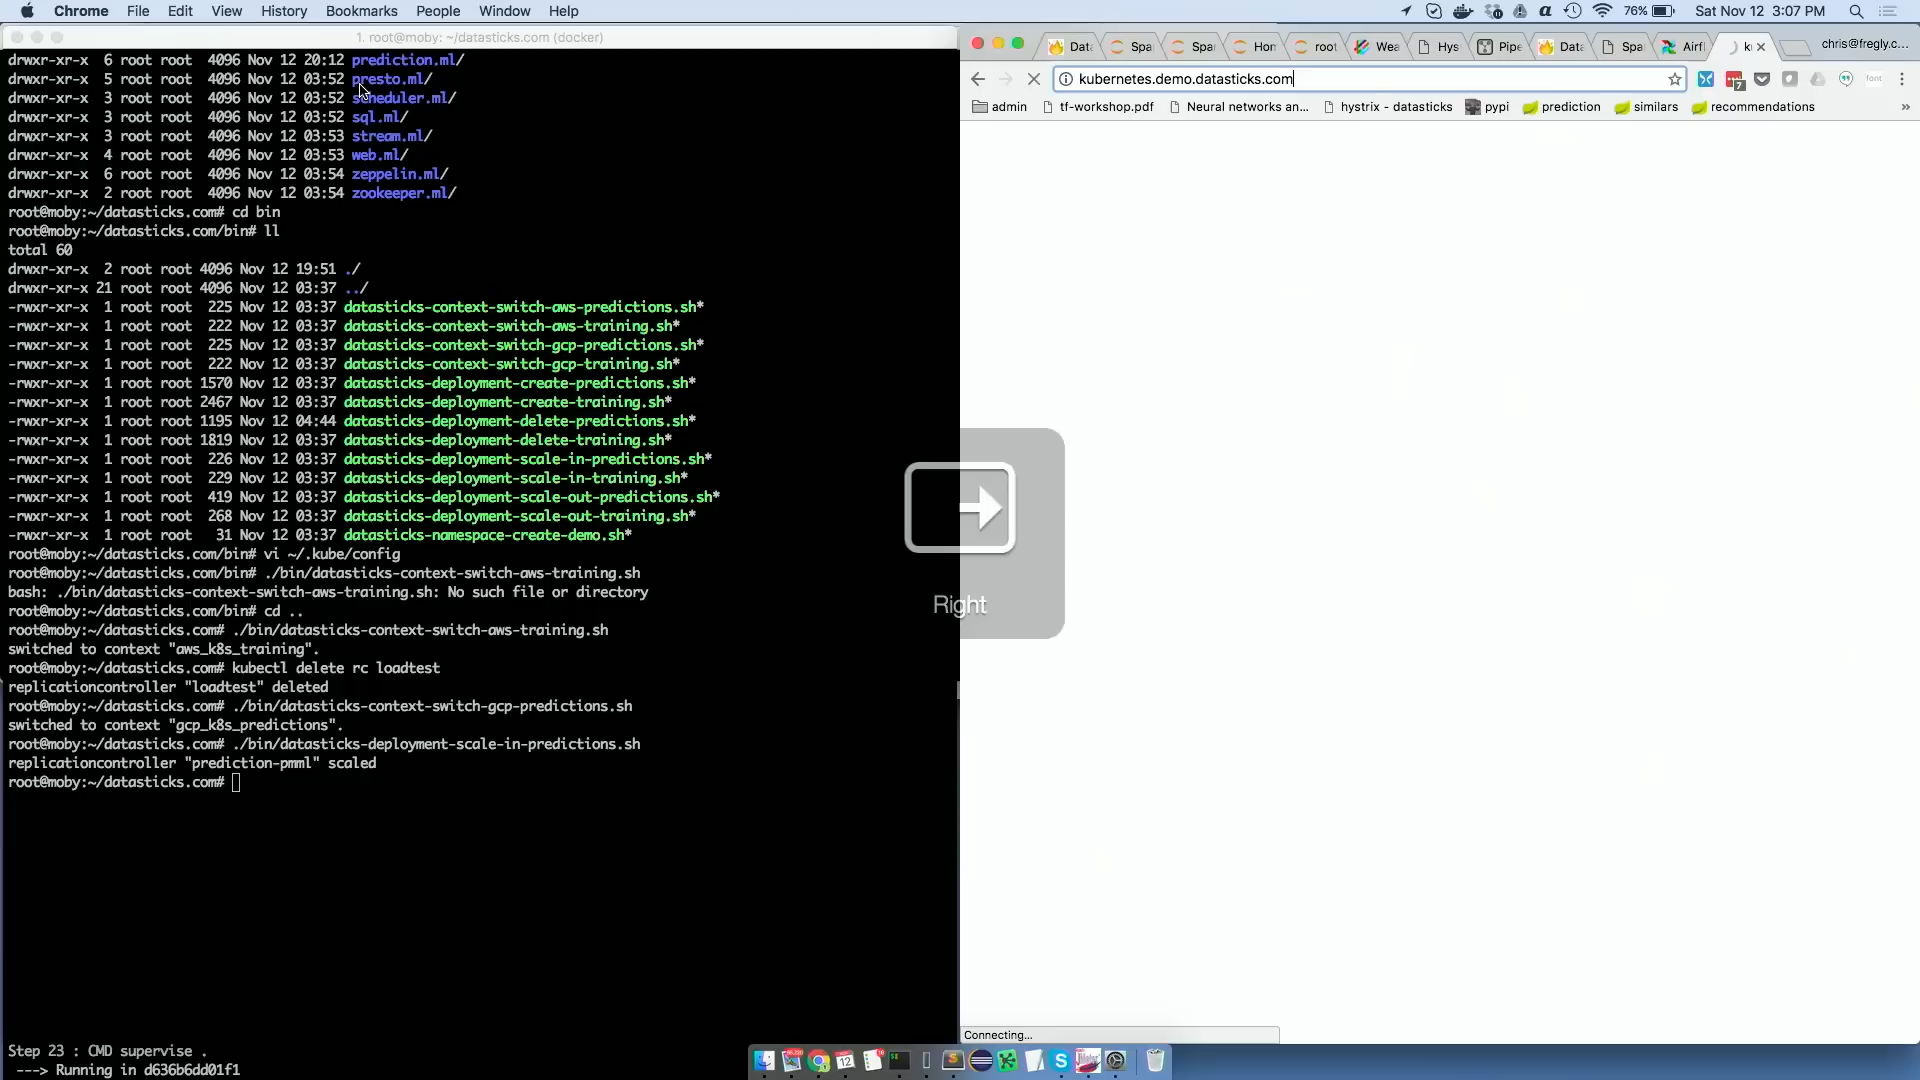 Chrome File Edit View History Bookmarks People Window Help
76% Sat Nov 12 3:07 PM
1. root@moby: ~/datasticks.com (docker)
drwxr-xr-x 6 root root 4096 Nov 12 20:12 prediction.ml/
drwxr-xr-x 5 root root 4096 Nov 12 03:52 presto.ml/
drwxr-xr-x 3 root root 4096 Nov 12 03:52 scheduler.ml/
drwxr-xr-x 3 root root 4096 Nov 12 03:52 sql.ml/
drwxr-xr-x 3 root root 4096 Nov 12 03:53 stream.ml/
drwxr-xr-x 4 root root 4096 Nov 12 03:53 web.ml/
drwxr-xr-x 6 root root 4096 Nov 12 03:54 zeppelin.ml/
drwxr-xr-x 2 root root 4096 Nov 12 03:54 zookeeper.ml/
root@moby:~/datasticks.com# cd bin
root@moby:~/datasticks.com/bin# ll
total 60
drwxr-xr-x 2 root root 4096 Nov 12 19:51 ./
drwxr-xr-x 21 root root 4096 Nov 12 03:37 ../
-rwxr-xr-x 1 root root 225 Nov 12 03:37 datasticks-context-switch-aws-predictions.sh*
-rwxr-xr-x 1 root root 222 Nov 12 03:37 datasticks-context-switch-aws-training.sh*
-rwxr-xr-x 1 root root 225 Nov 12 03:37 datasticks-context-switch-gcp-predictions.sh*
-rwxr-xr-x 1 root root 222 Nov 12 03:37 datasticks-context-switch-gcp-training.sh*
-rwxr-xr-x 1 root root 1570 Nov 12 03:37 datasticks-deployment-create-predictions.sh*
-rwxr-xr-x 1 root root 2467 Nov 12 03:37 datasticks-deployment-create-training.sh*
-rwxr-xr-x 1 root root 1195 Nov 12 04:44 datasticks-deployment-delete-predictions.sh*
-rwxr-xr-x 1 root root 1819 Nov 12 03:37 datasticks-deployment-delete-training.sh*
-rwxr-xr-x 1 root root 226 Nov 12 03:37 datasticks-deployment-scale-in-predictions.sh*
-rwxr-xr-x 1 root root 229 Nov 12 03:37 datasticks-deployment-scale-in-training.sh*
-rwxr-xr-x 1 root root 419 Nov 12 03:37 datasticks-deployment-scale-out-predictions.sh*
-rwxr-xr-x 1 root root 268 Nov 12 03:37 datasticks-deployment-scale-out-training.sh*
-rwxr-xr-x 1 root root 31 Nov 12 03:37 datasticks-namespace-create-demo.sh*
root@moby:~/datasticks.com/bin# vi ~/.kube/config
root@moby:~/datasticks.com/bin# ./bin/datasticks-context-switch-aws-training.sh
bash: ./bin/datasticks-context-switch-aws-training.sh: No such file or directory
root@moby:~/datasticks.com/bin# cd ..
root@moby:~/datasticks.com# ./bin/datasticks-context-switch-aws-training.sh
switched to context "aws_k8s_training".
root@moby:~/datasticks.com# kubectl delete rc loadtest
replicationcontroller "loadtest" deleted
root@moby:~/datasticks.com# ./bin/datasticks-context-switch-gcp-predictions.sh
switched to context "gcp_k8s_predictions".
root@moby:~/datasticks.com# ./bin/datasticks-deployment-scale-in-predictions.sh
replicationcontroller "prediction-pmml" scaled
root@moby:~/datasticks.com#
Step 23 : CMD supervise .
---> Running in d636b6dd01f1
Data Spa Spar Hom root Wea Hys Pipe Data Spa Airf k chris@fregly.c...
kubernetes.demo.datasticks.com
admin tf-workshop.pdf Neural networks an... hystrix - datasticks pypi prediction similars recommendations »
Right
Connecting...